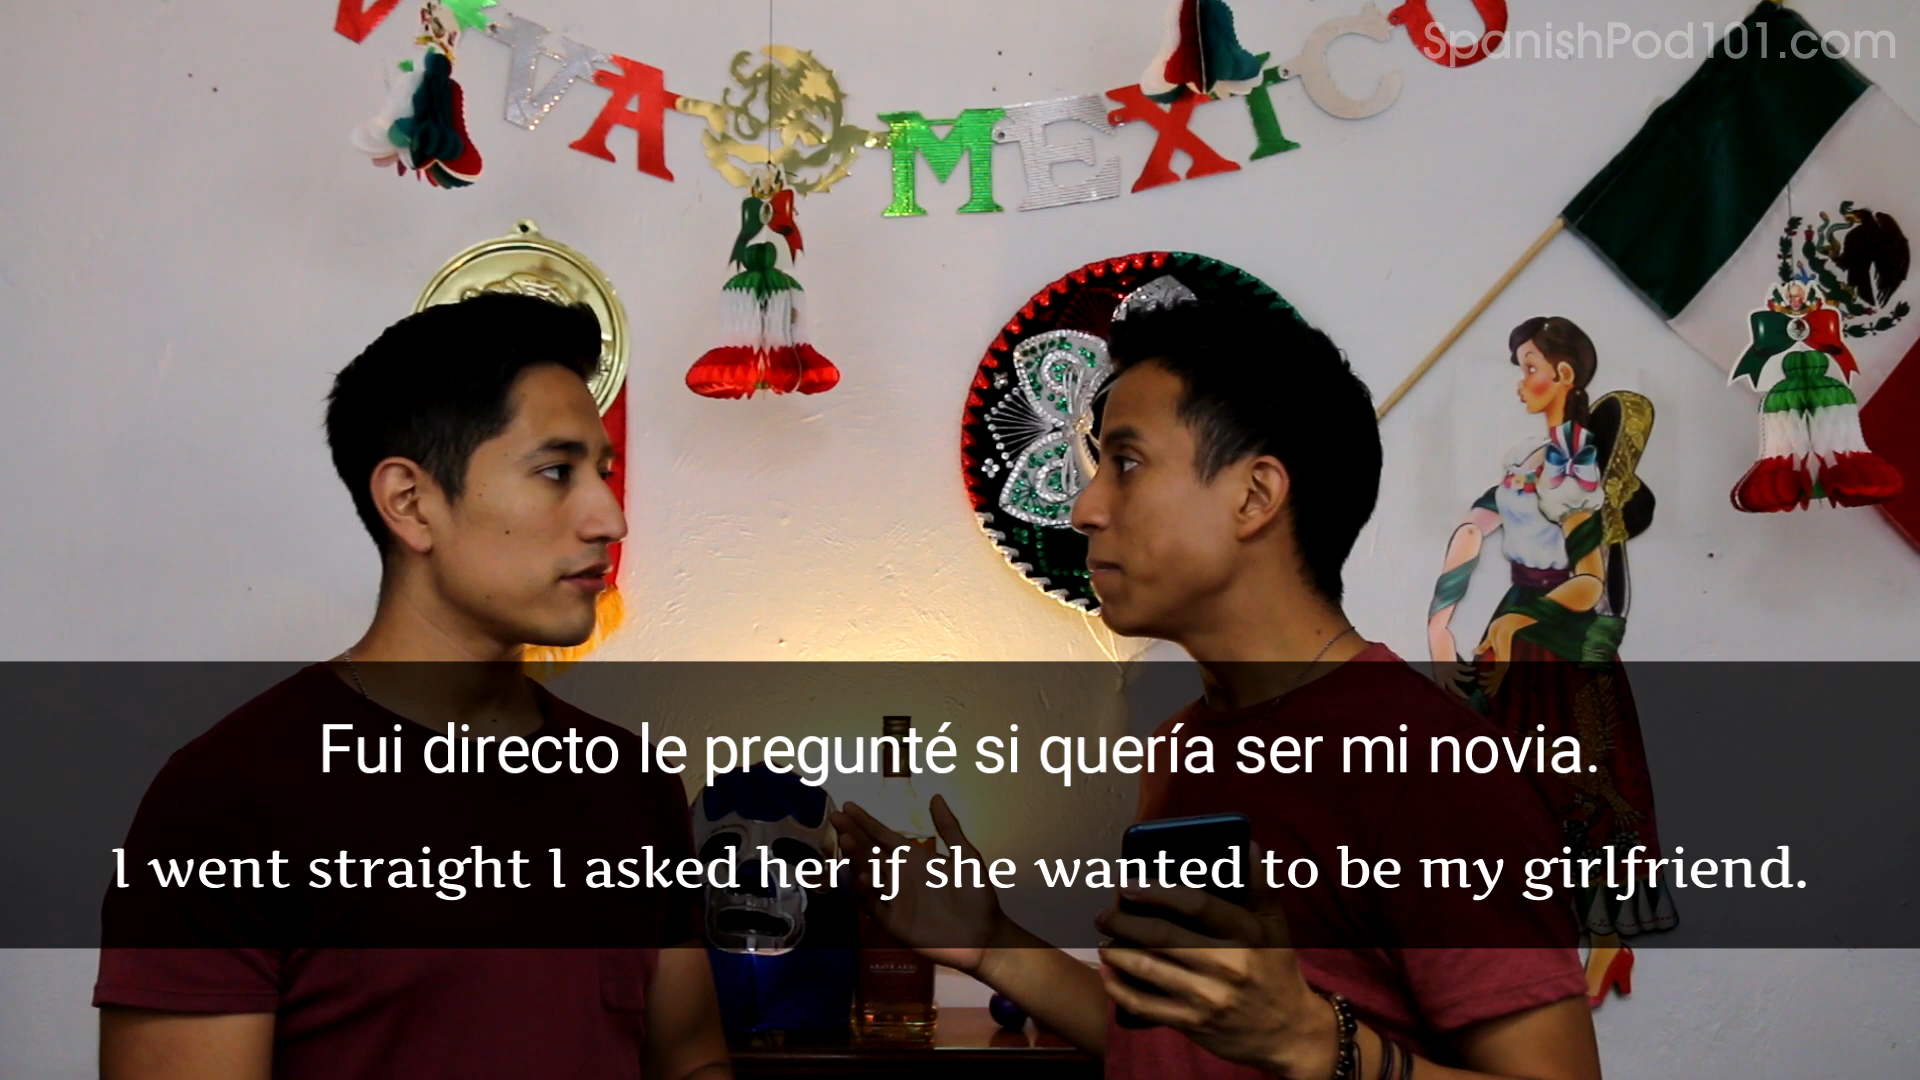 SpanishPod101.com
VIVA MEXICO
Fui directo le pregunté si quería ser mi novia.
I went straight I asked her if she wanted to be my girlfriend.